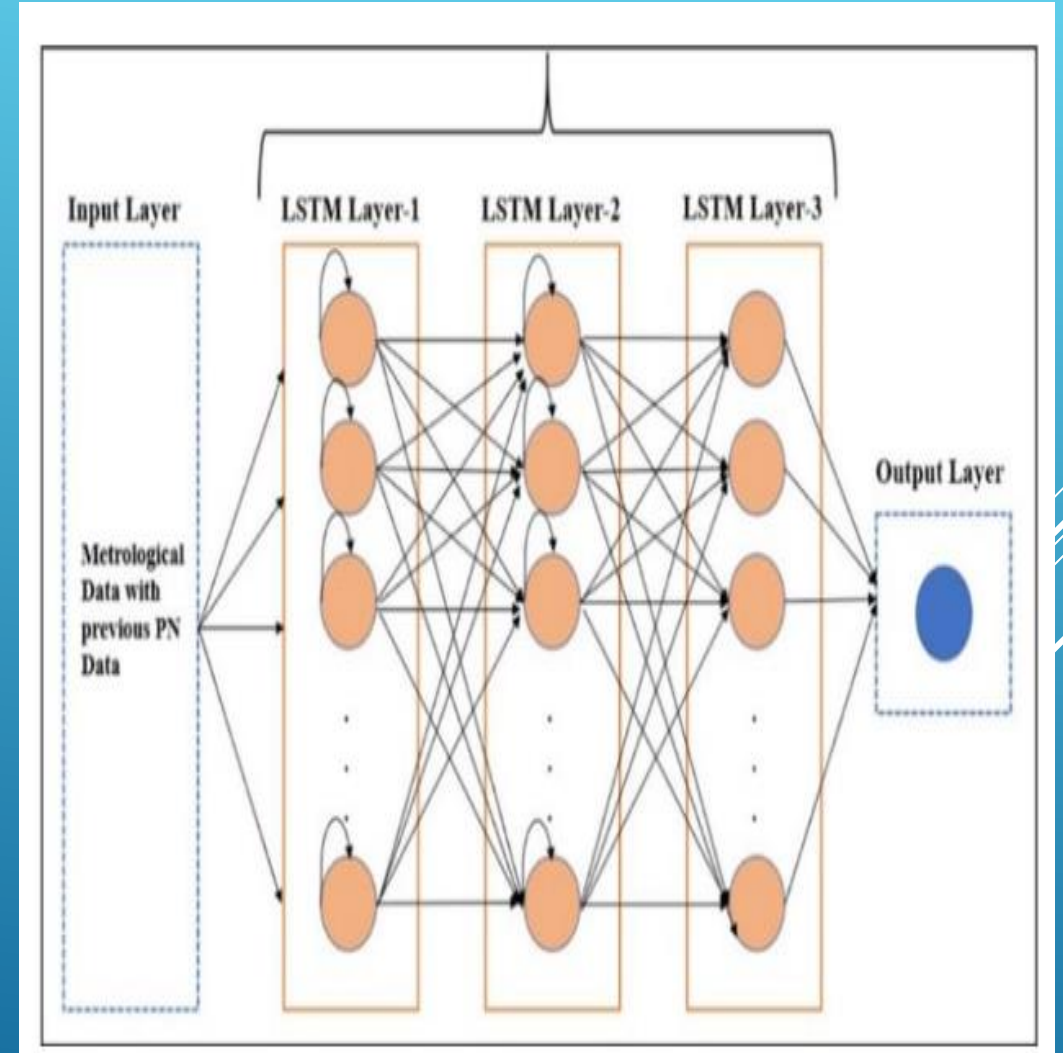 Input Layer
LSTM Layer-1
LSTM Layer-2
LSTM Layer-3
Metrological
Data with
previous PN
Data
Output Layer